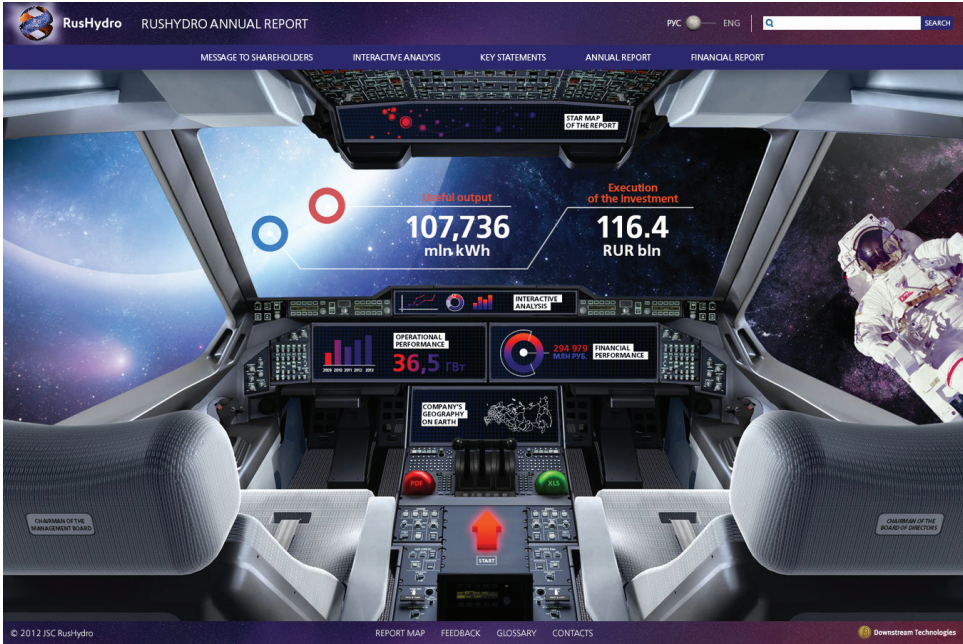 RusHydro
RUSHYDRO ANNUAL REPORT
РУС
ENG
SEARCH
MESSAGE TO SHAREHOLDERS
INTERACTIVE ANALYSIS
KEY STATEMENTS
ANNUAL REPORT
FINANCIAL REPORT
STAR MAP
OF THE REPORT
Useful output
107,736
mln kWh
Execution
of the Investment
116.4
RUR bln
INTERACTIVE
ANALYSIS
OPERATIONAL
PERFORMANCE
36,5 ГВт
2009 2010 2011 2012 2013
294 979
МЛН РУБ.
FINANCIAL
PERFORMANCE
COMPANY'S
GEOGRAPHY
ON EARTH
PDF
XLS
START
CHAIRMAN OF THE
MANAGEMENT BOARD
CHAIRMAN OF THE
BOARD OF DIRECTORS
© 2012 JSC RusHydro
REPORT MAP
FEEDBACK
GLOSSARY
CONTACTS
Downstream Technologies